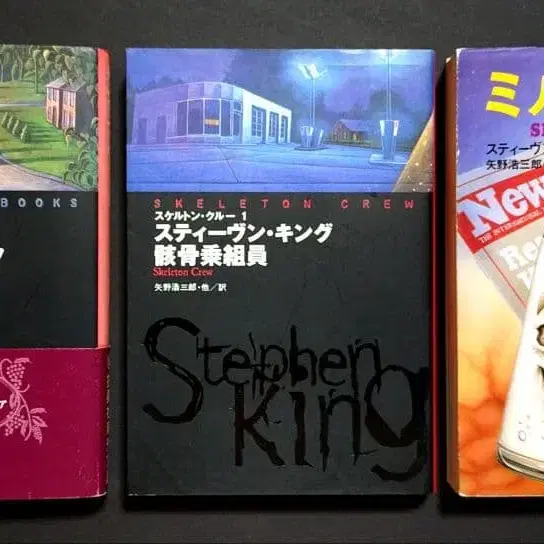 BOOKS
SKELETON CREW
スケルトン・クルー 1
スティーヴン・キング
骸骨乗組員
Skeleton Crew
矢野浩三郎・他/訳
Stephen
King
ミル
スティーヴン
矢野浩三郎
New